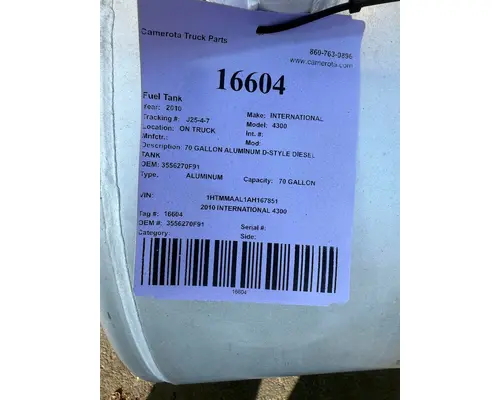 Camerota Truck Parts
860-763-0896
www.camerota.com
16604
Fuel Tank
Year: 2010
Make: INTERNATIONAL
Tracking #: J25-4-7
Model: 4300
Location: ON TRUCK
Int. #:
Mnfctr.:
Mod:
Description: 70 GALLON ALUMINUM D-STYLE DIESEL
TANK
OEM: 3556270F91
Type. ALUMINUM
Capacity: 70 GALLON
VIN: 1HTMMAAL1AH167851
2010 INTERNATIONAL 4300
Tag #: 16604
OEM #: 3556270F91
Serial #:
Category:
Side:
16604